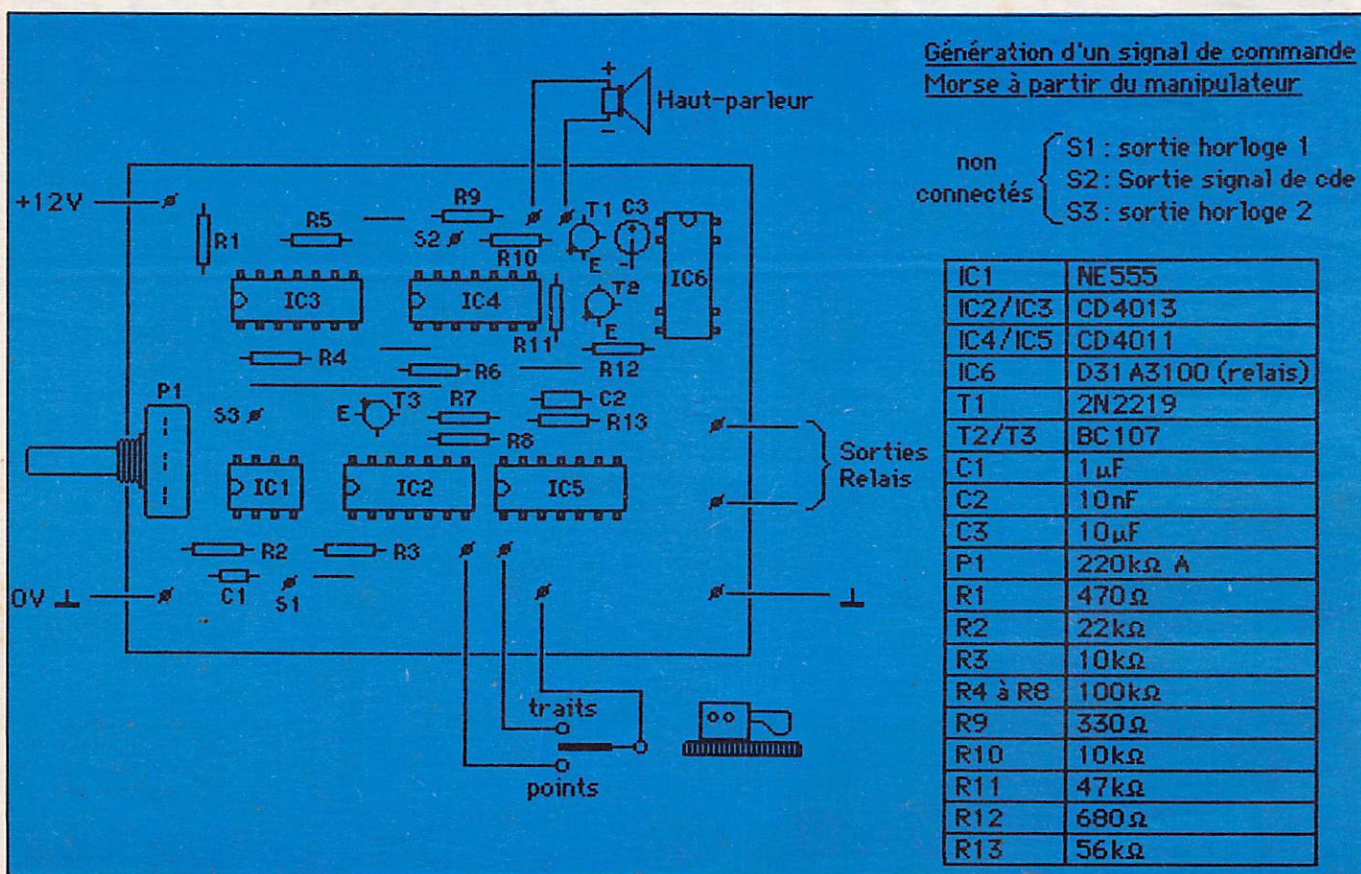 Génération d'un signal de commande
Morse à partir du manipulateur
+
Haut-parleur
–
non
connectés
S1 : sortie horloge 1
S2 : Sortie signal de cde
S3 : sortie horloge 2
+12V
R1
R5
R9
S2
R10
T1
C3
E
-
IC3
IC4
R11
T2
E
IC6
R4
R6
R12
P1
S3
E
T3
R7
R8
C2
R13
IC1
IC2
IC5
Sorties
Relais
R2
R3
C1
S1
0V
traits
points
IC1 NE555
IC2/IC3 CD4013
IC4/IC5 CD4011
IC6 D31A3100 (relais)
T1 2N2219
T2/T3 BC107
C1 1µF
C2 10nF
C3 10µF
P1 220kΩ A
R1 470Ω
R2 22kΩ
R3 10kΩ
R4 à R8 100kΩ
R9 330Ω
R10 10kΩ
R11 47kΩ
R12 680Ω
R13 56kΩ